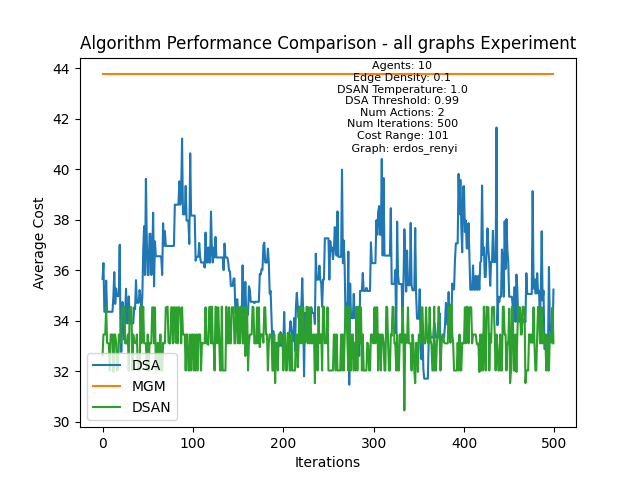 Algorithm Performance Comparison - all graphs Experiment
Agents: 10
Edge Density: 0.1
DSAN Temperature: 1.0
DSA Threshold: 0.99
Num Actions: 2
Num Iterations: 500
Cost Range: 101
Graph: erdos_renyi
44
42
40
38
36
34
32
30
Average Cost
DSA
MGM
DSAN
0 100 200 300 400 500
Iterations